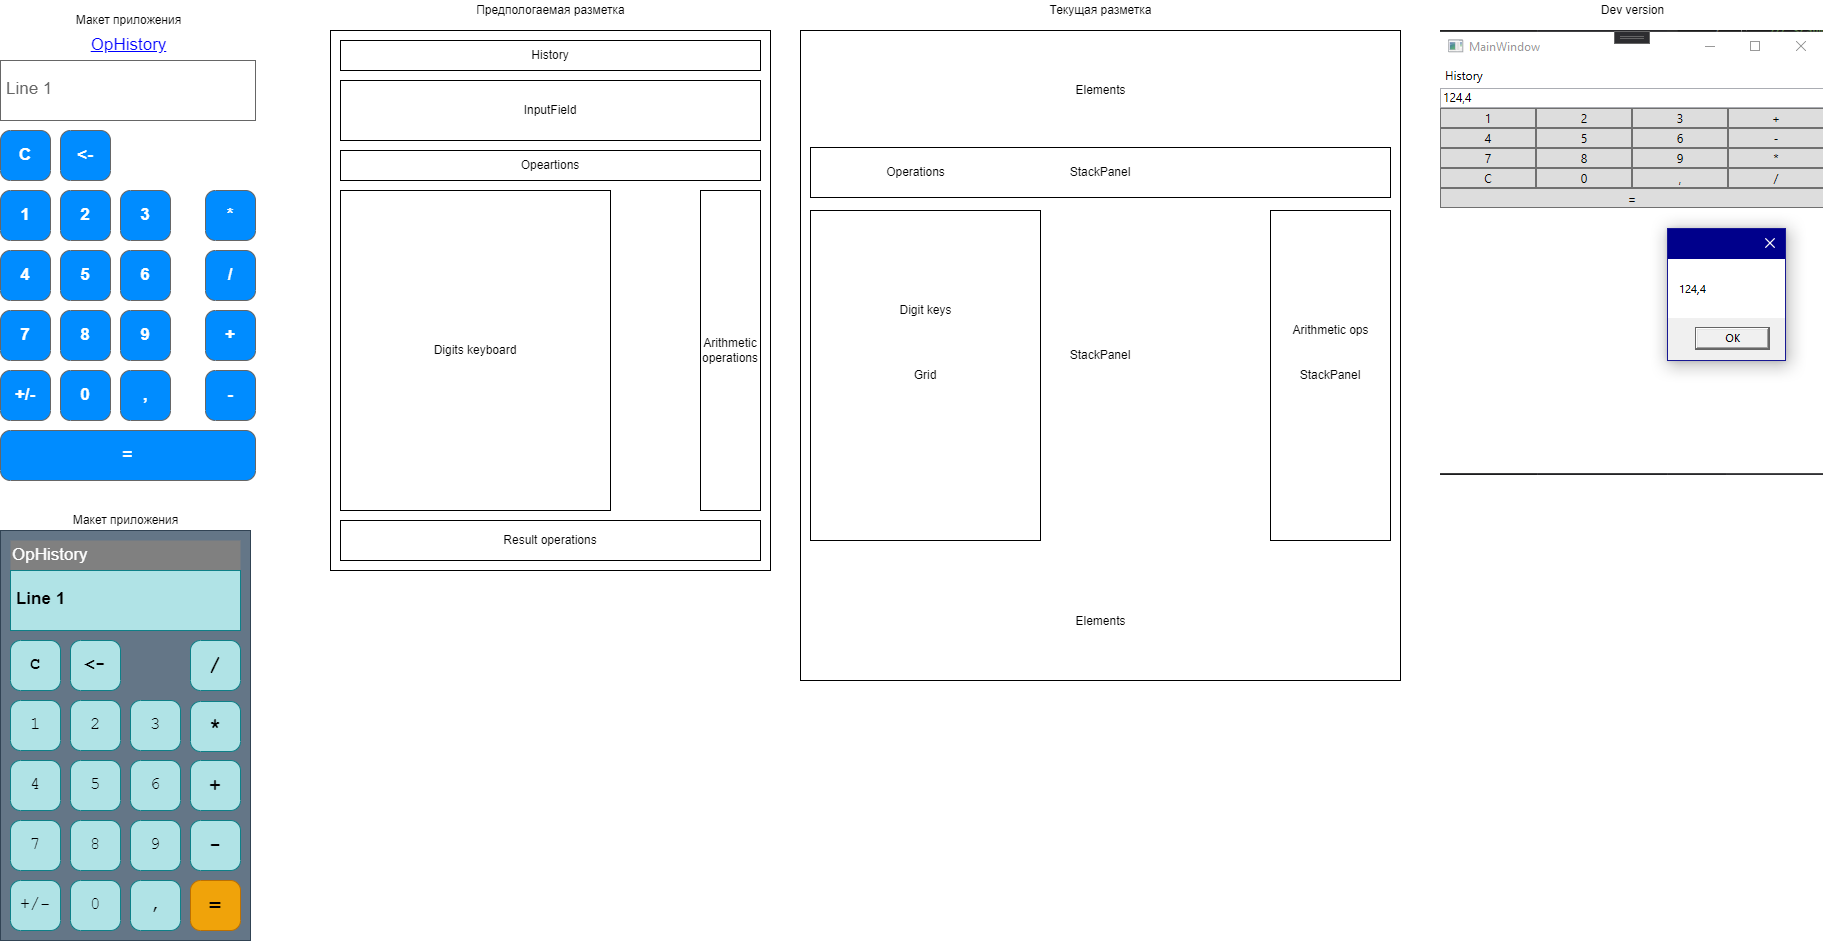 Макет приложения
OpHistory
Line 1
C <-
1 2 3 *
4 5 6 /
7 8 9 +
+/- 0 , -
=
Макет приложения
OpHistory
Line 1
C <- /
1 2 3 *
4 5 6 +
7 8 9 -
+/- 0 , =
Предпологаемая разметка
History
InputField
Opeartions
Digits keyboard
Arithmetic
operations
Result operations
Текущая разметка
Elements
Operations StackPanel
Digit keys
Grid
StackPanel
Arithmetic ops
StackPanel
Elements
Dev version
MainWindow
History
124,4
1 2 3 +
4 5 6 -
7 8 9 *
C 0 , /
=
124,4
OK